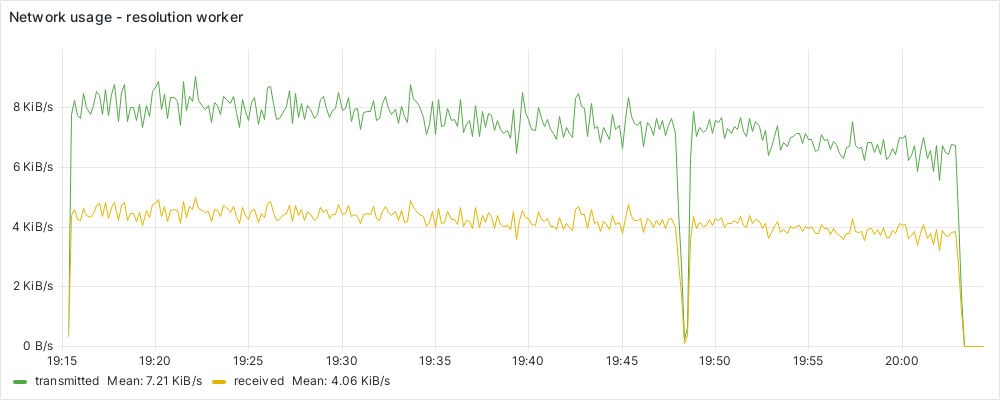 Network usage - resolution worker
8 KiB/s
6 KiB/s
4 KiB/s
2 KiB/s
0 B/s
19:15 19:20 19:25 19:30 19:35 19:40 19:45 19:50 19:55 20:00
transmitted Mean: 7.21 KiB/s received Mean: 4.06 KiB/s